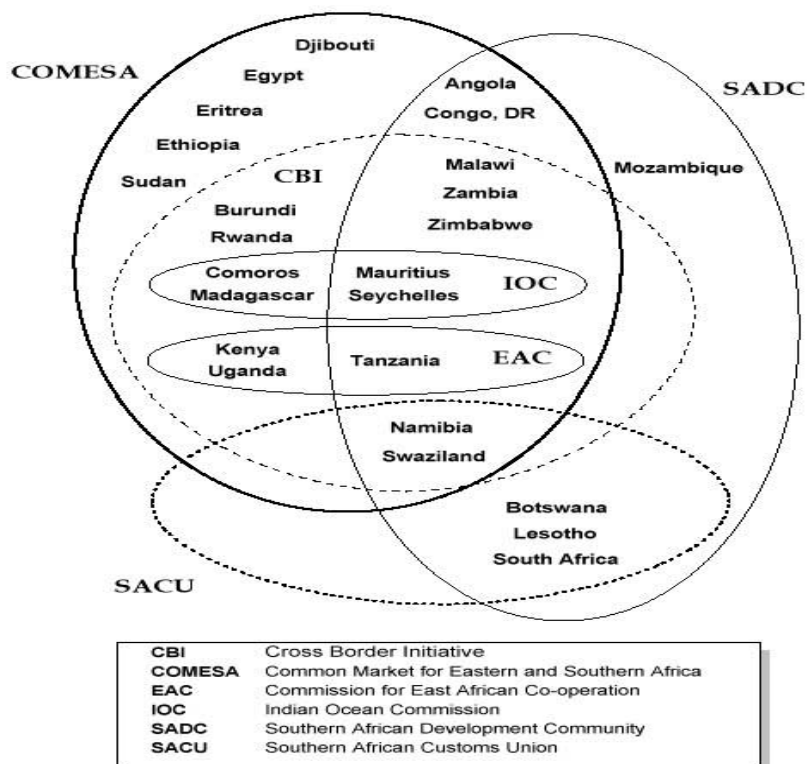 Djibouti
COMESA
Egypt
Angola
SADC
Eritrea
Congo, DR
Ethiopia
Malawi
Mozambique
Sudan
CBI
Zambia
Burundi
Zimbabwe
Rwanda
Comoros
Mauritius
IOC
Madagascar
Seychelles
Kenya
Tanzania
EAC
Uganda
Namibia
Swaziland
Botswana
Lesotho
South Africa
SACU
CBI Cross Border Initiative
COMESA Common Market for Eastern and Southern Africa
EAC Commission for East African Co-operation
IOC Indian Ocean Commission
SADC Southern African Development Community
SACU Southern African Customs Union